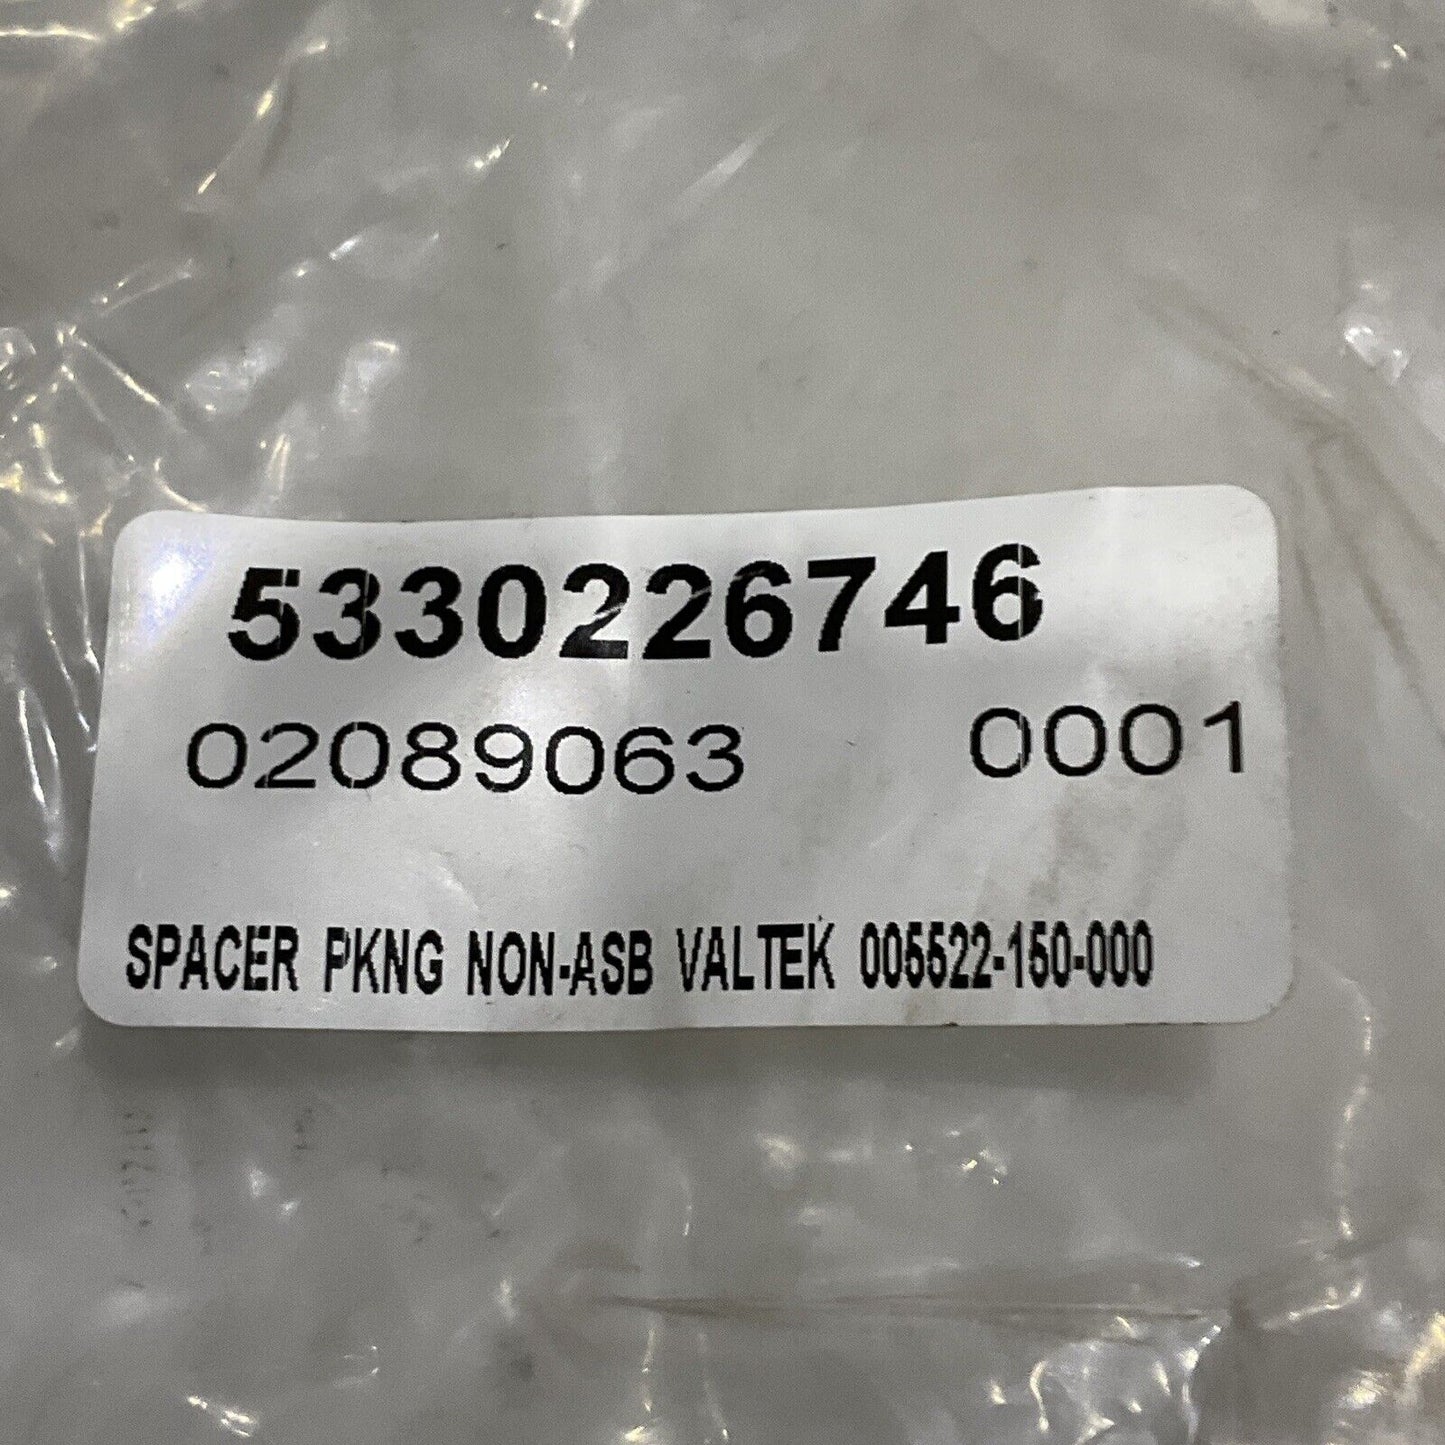 5330226746
02089063 0001
SPACER PKNG NON-ASB VALTEK 005522-150-000